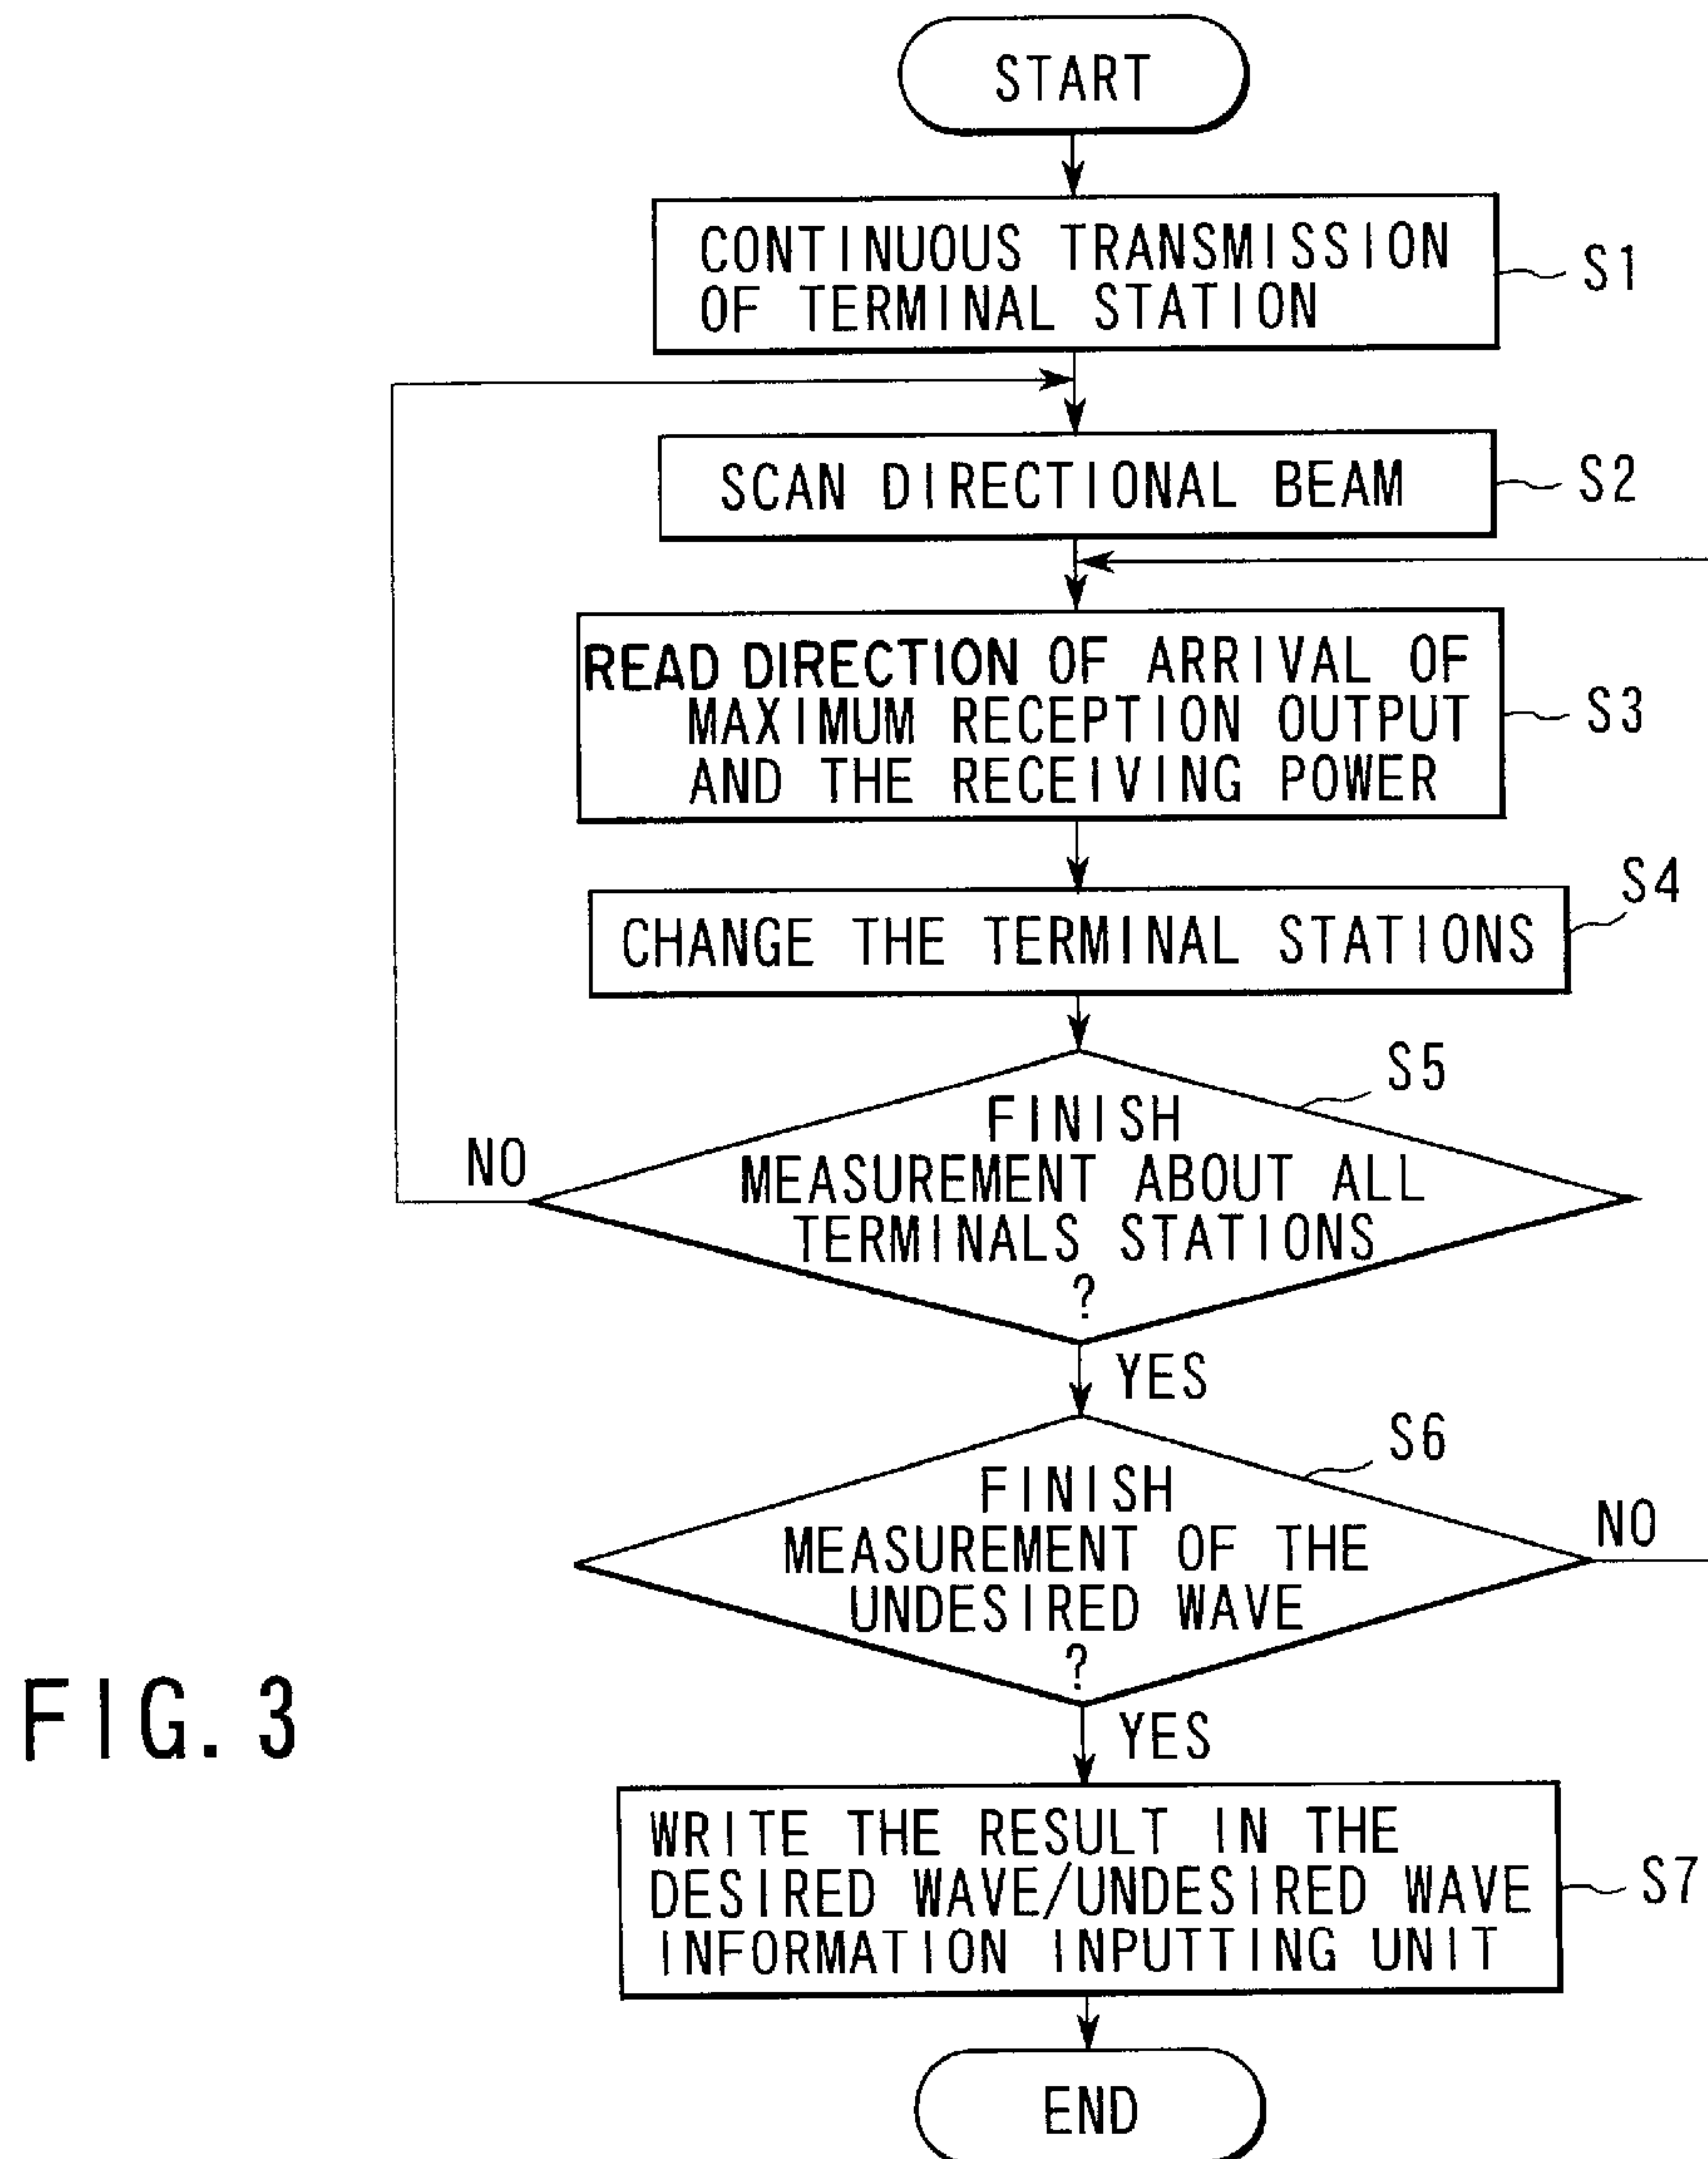 START
CONTINUOUS TRANSMISSION
OF TERMINAL STATION
S1
SCAN DIRECTIONAL BEAM
S2
READ DIRECTION OF ARRIVAL OF
MAXIMUM RECEPTION OUTPUT
AND THE RECEIVING POWER
S3
CHANGE THE TERMINAL STATIONS
S4
FINISH
MEASUREMENT ABOUT ALL
TERMINALS STATIONS
?
S5
NO
YES
FINISH
MEASUREMENT OF THE
UNDESIRED WAVE
?
S6
NO
YES
WRITE THE RESULT IN THE
DESIRED WAVE/UNDESIRED WAVE
INFORMATION INPUTTING UNIT
S7
END
FIG. 3